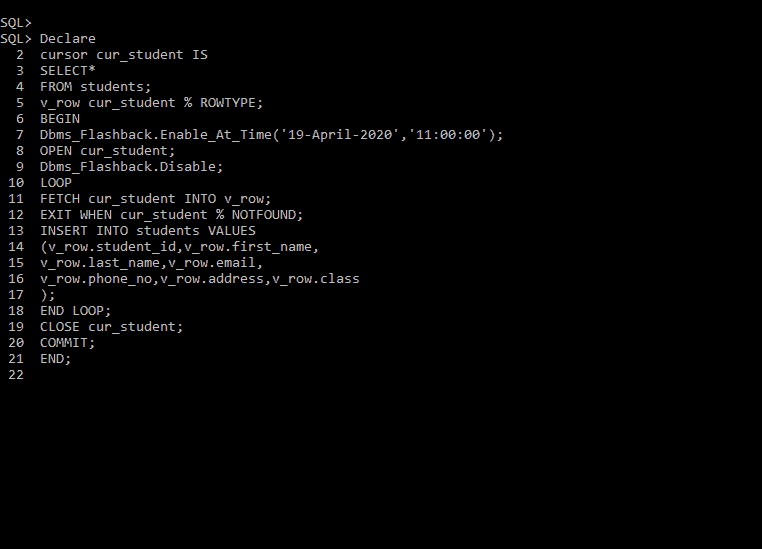 SQL>
SQL> Declare
2 cursor cur_student IS
3 SELECT*
4 FROM students;
5 v_row cur_student % ROWTYPE;
6 BEGIN
7 Dbms_Flashback.Enable_At_Time('19-April-2020','11:00:00');
8 OPEN cur_student;
9 Dbms_Flashback.Disable;
10 LOOP
11 FETCH cur_student INTO v_row;
12 EXIT WHEN cur_student % NOTFOUND;
13 INSERT INTO students VALUES
14 (v_row.student_id,v_row.first_name,
15 v_row.last_name,v_row.email,
16 v_row.phone_no,v_row.address,v_row.class
17 );
18 END LOOP;
19 CLOSE cur_student;
20 COMMIT;
21 END;
22